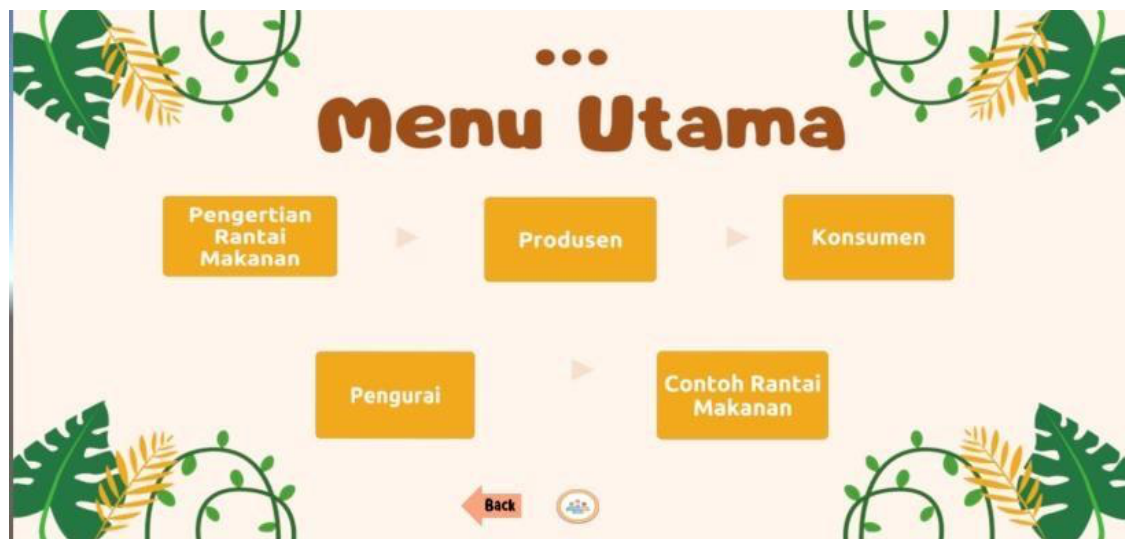 Menu Utama
Pengertian
Rantai
Makanan
Produsen
Konsumen
Pengurai
Contoh Rantai
Makanan
Back